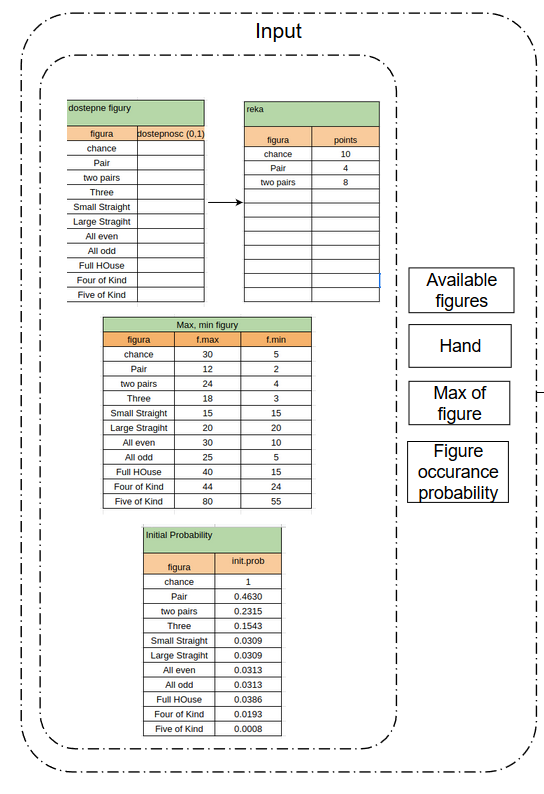 Input
dostepne figury
figura dostepnosc (0,1)
chance
Pair
two pairs
Three
Small Straight
Large Stragiht
All even
All odd
Full HOuse
Four of Kind
Five of Kind
reka
figura points
chance 10
Pair 4
two pairs 8
Max, min figury
figura f.max f.min
chance 30 5
Pair 12 2
two pairs 24 4
Three 18 3
Small Straight 15 15
Large Stragiht 20 20
All even 30 10
All odd 25 5
Full HOuse 40 15
Four of Kind 44 24
Five of Kind 80 55
Initial Probability
figura init.prob
chance 1
Pair 0.4630
two pairs 0.2315
Three 0.1543
Small Straight 0.0309
Large Stragiht 0.0309
All even 0.0313
All odd 0.0313
Full HOuse 0.0386
Four of Kind 0.0193
Five of Kind 0.0008
Available
figures
Hand
Max of
figure
Figure
occurance
probability